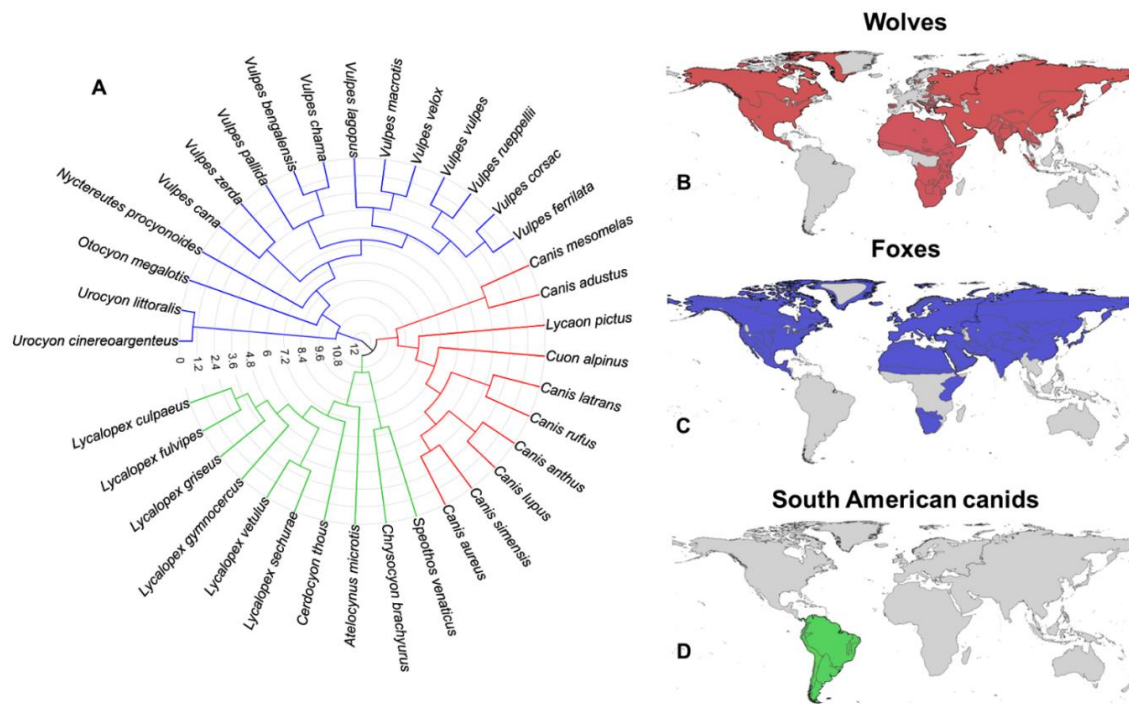 A
Vulpes lagopus
Vulpes macrotis
Vulpes velox
Vulpes vulpes
Vulpes rueppellii
Vulpes corsac
Vulpes ferrilata
Canis mesomelas
Canis adustus
Lycaon pictus
Cuon alpinus
Canis latrans
Canis rufus
Canis anthus
Canis lupus
Canis simensis
Canis aureus
Speothos venaticus
Chrysocyon brachyurus
Atelocynus microtis
Cerdocyon thous
Lycalopex sechurae
Lycalopex vetulus
Lycalopex gymnocercus
Lycalopex griseus
Lycalopex fulvipes
Lycalopex culpaeus
Urocyon cinereoargenteus
Urocyon littoralis
Otocyon megalotis
Nyctereutes procyonoides
Vulpes cana
Vulpes zerda
Vulpes pallida
Vulpes bengalensis
Vulpes chama
0 1.2 2.4 3.6 4.8 6 7.2 8.4 9.6 10.8 12
Wolves
B
Foxes
C
South American canids
D